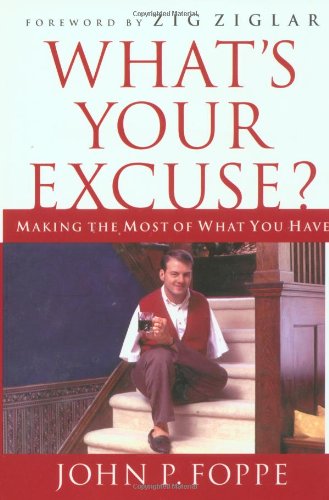 FOREWORD BY ZIG ZIGLAR
WHAT'S
YOUR
EXCUSE?
MAKING THE MOST OF WHAT YOU HAVE
JOHN P. FOPPE